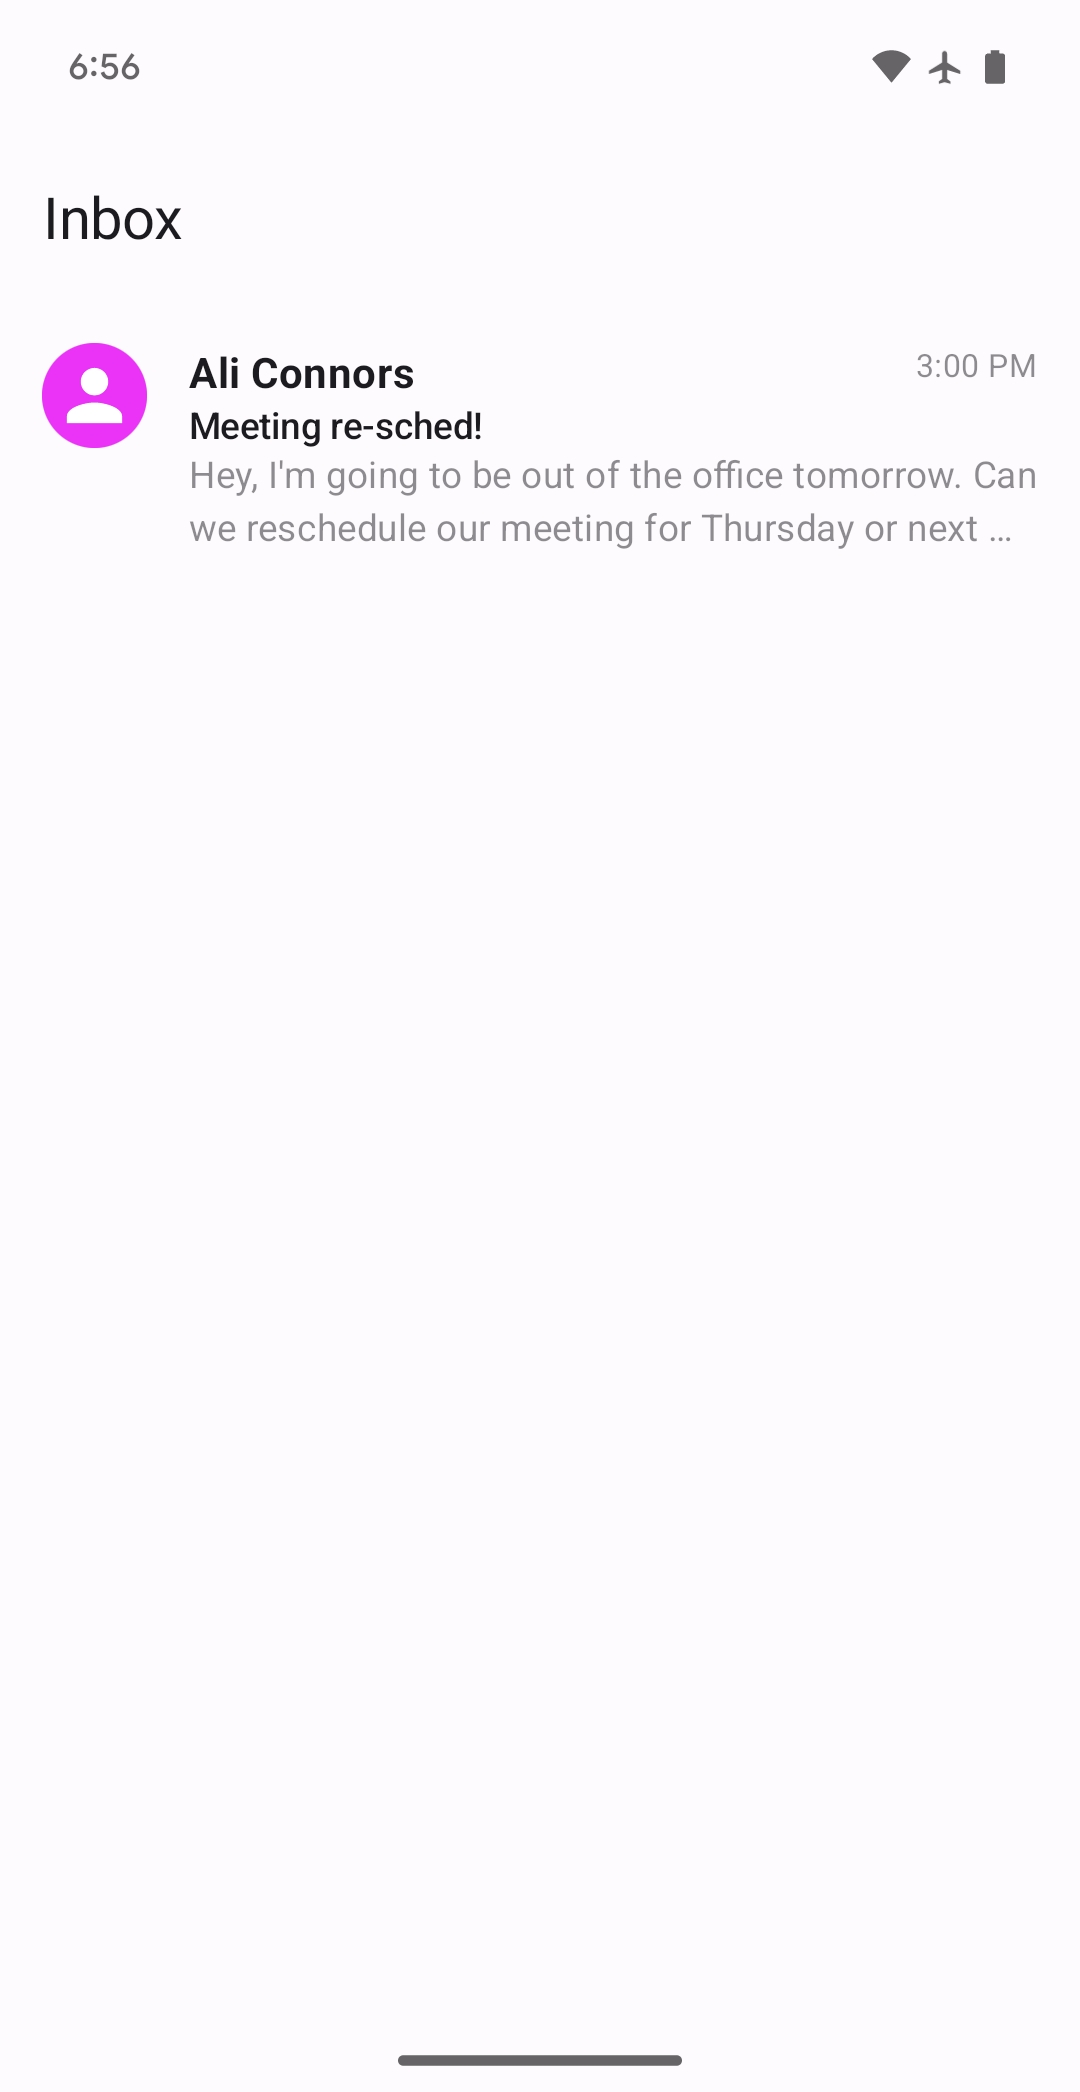 6:56
Inbox
Ali Connors
3:00 PM
Meeting re-sched!
Hey, I'm going to be out of the office tomorrow. Can
we reschedule our meeting for Thursday or next ...